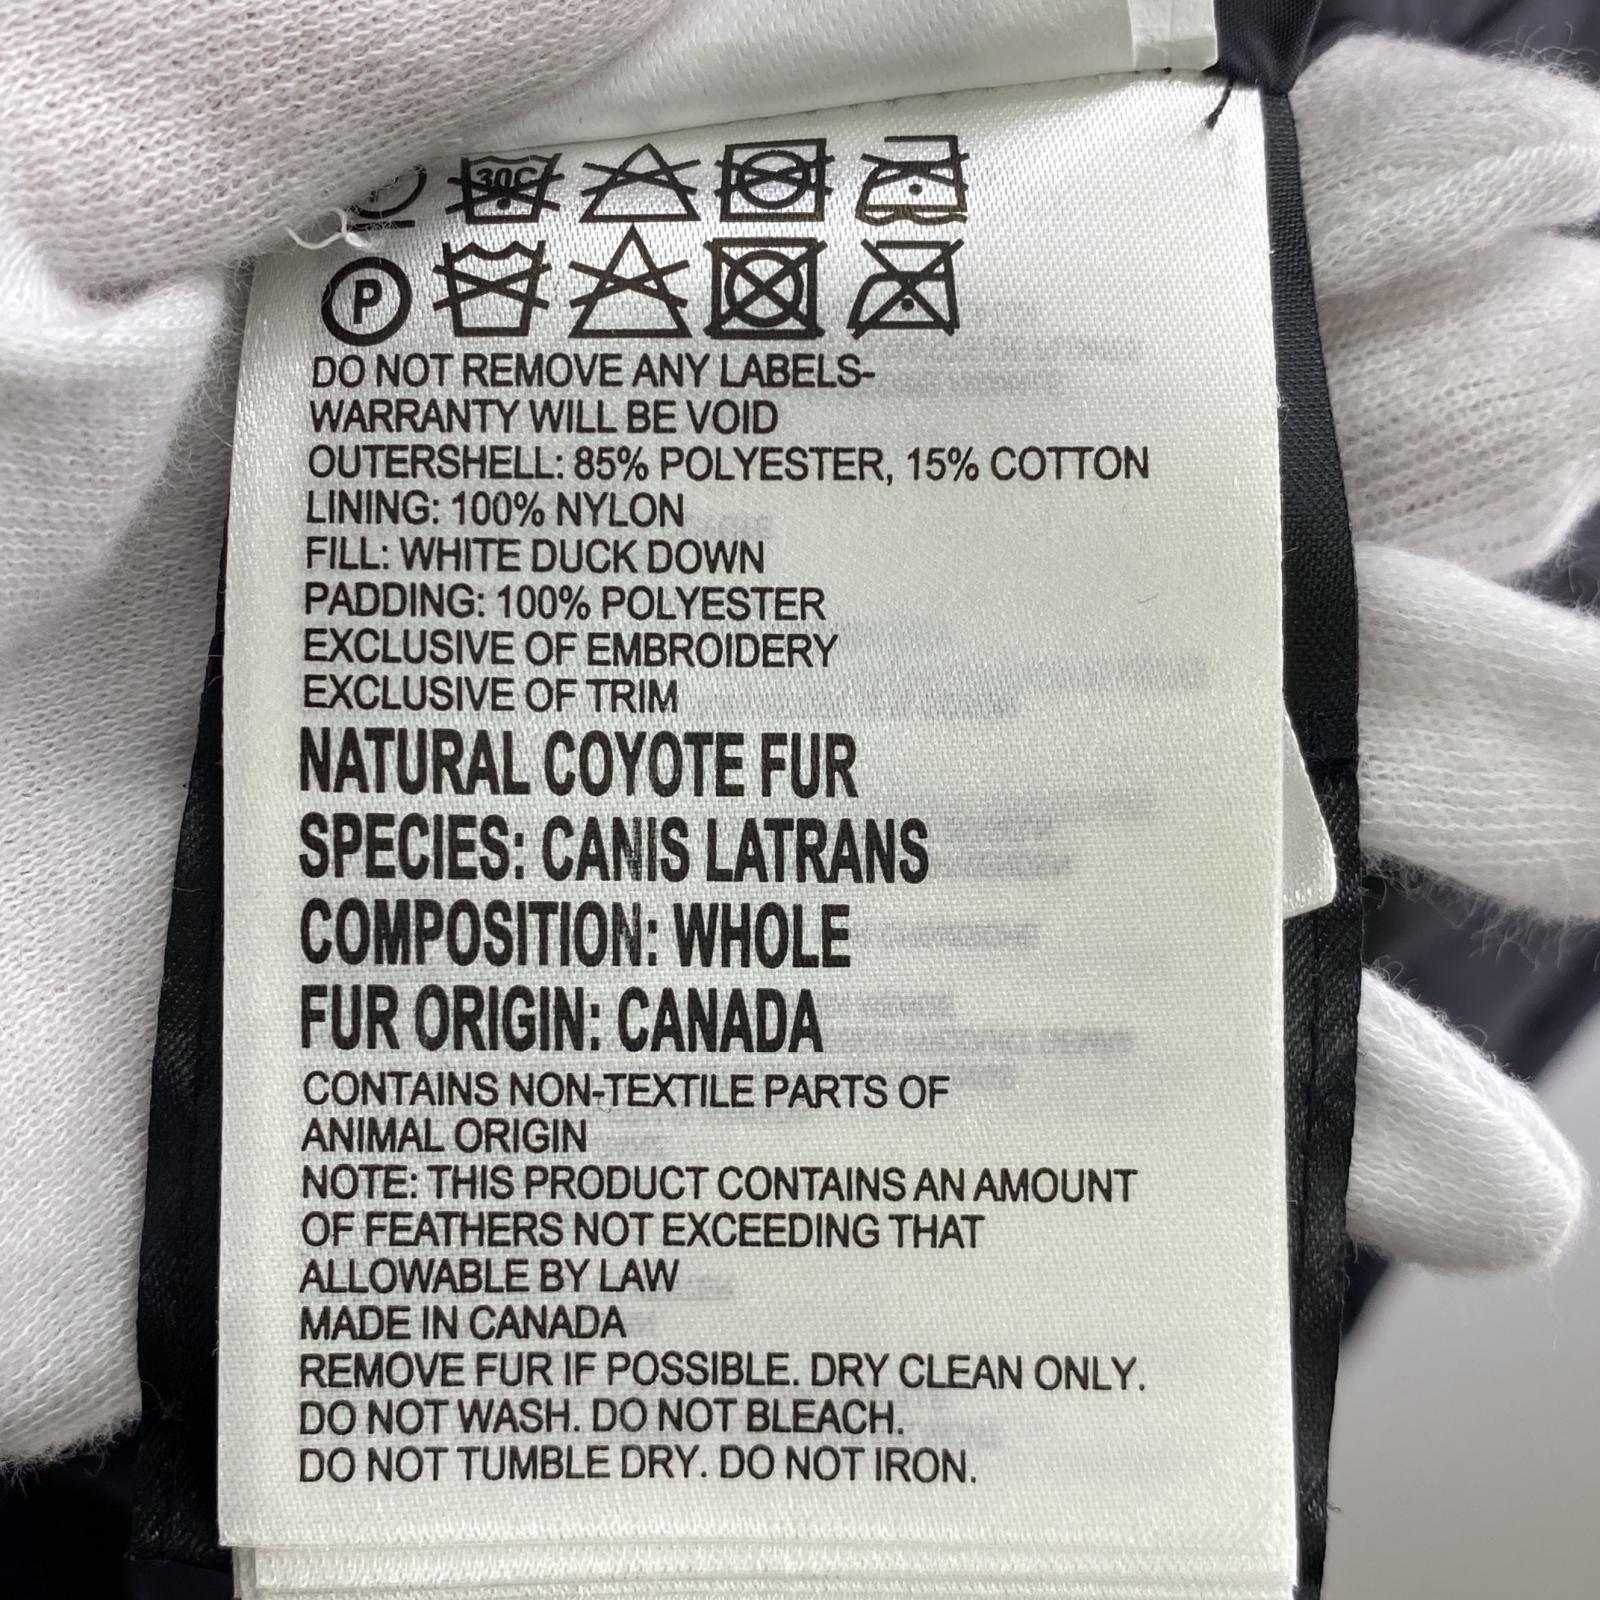 30C
P
DO NOT REMOVE ANY LABELS-
WARRANTY WILL BE VOID
OUTERSHELL: 85% POLYESTER, 15% COTTON
LINING: 100% NYLON
FILL: WHITE DUCK DOWN
PADDING: 100% POLYESTER
EXCLUSIVE OF EMBROIDERY
EXCLUSIVE OF TRIM
NATURAL COYOTE FUR
SPECIES: CANIS LATRANS
COMPOSITION: WHOLE
FUR ORIGIN: CANADA
CONTAINS NON-TEXTILE PARTS OF
ANIMAL ORIGIN
NOTE: THIS PRODUCT CONTAINS AN AMOUNT
OF FEATHERS NOT EXCEEDING THAT
ALLOWABLE BY LAW
MADE IN CANADA
REMOVE FUR IF POSSIBLE. DRY CLEAN ONLY.
DO NOT WASH. DO NOT BLEACH.
DO NOT TUMBLE DRY. DO NOT IRON.